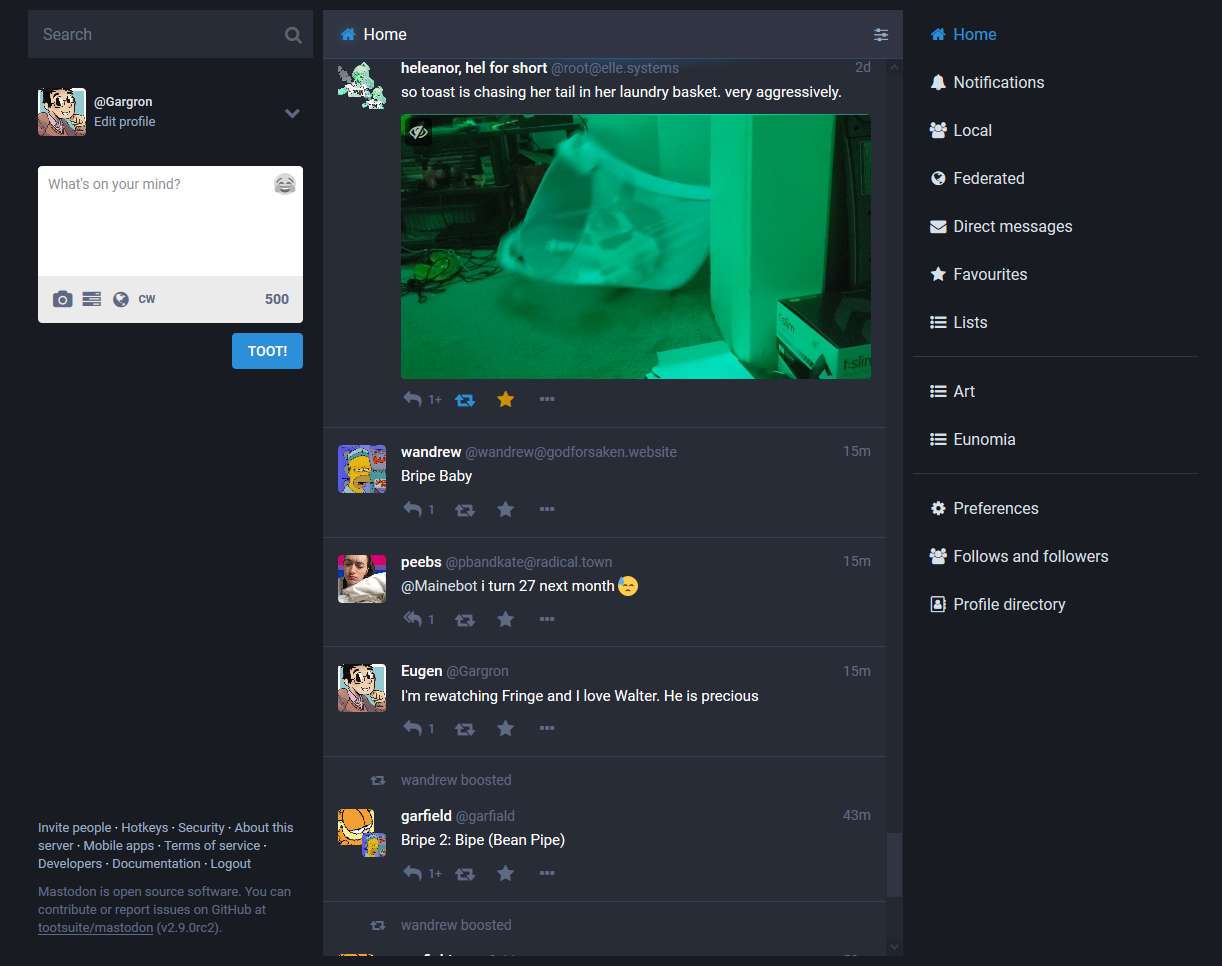 Search
@Gargron
Edit profile
What's on your mind?
CW
500
TOOT!
Invite people · Hotkeys · Security · About this
server · Mobile apps · Terms of service ·
Developers · Documentation · Logout
Mastodon is open source software. You can
contribute or report issues on GitHub at
tootsuite/mastodon (v2.9.0rc2).
Home
heleanor, hel for short @root@elle.systems 2d
so toast is chasing her tail in her laundry basket. very aggressively.
1+
wandrew @wandrew@godforsaken.website 15m
Bripe Baby
1
peebs @pbandkate@radical.town 15m
@Mainebot i turn 27 next month 😓
1
Eugen @Gargron 15m
I'm rewatching Fringe and I love Walter. He is precious
1
wandrew boosted
garfield @garfiald 43m
Bripe 2: Bipe (Bean Pipe)
1+
wandrew boosted
Home
Notifications
Local
Federated
Direct messages
Favourites
Lists
Art
Eunomia
Preferences
Follows and followers
Profile directory